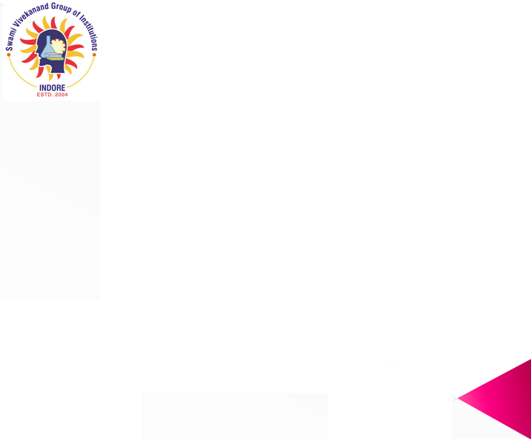 Swami Vivekanand Group of Institutions
INDORE
ESTD. 2004